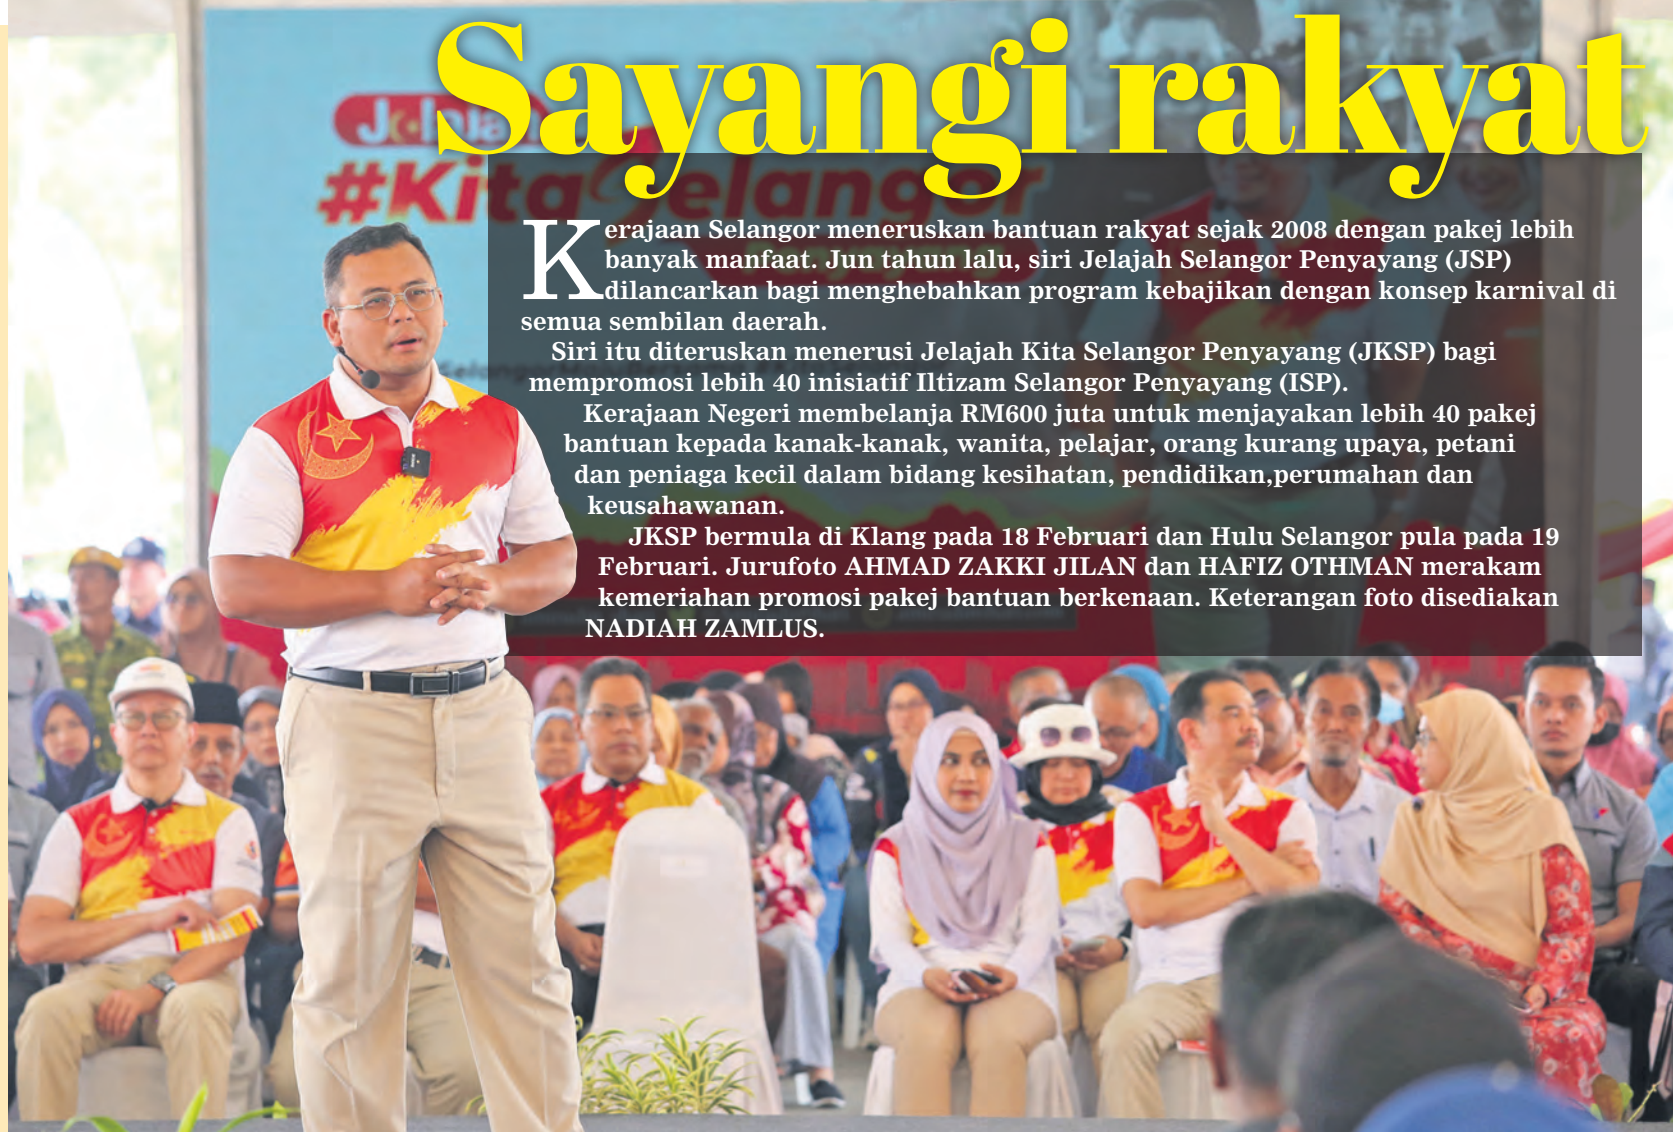 Sayangi rakyat
Jelajah
#KitaSelangor
Penyayang
Kerajaan Selangor meneruskan bantuan rakyat sejak 2008 dengan pakej lebih
banyak manfaat. Jun tahun lalu, siri Jelajah Selangor Penyayang (JSP)
dilancarkan bagi menghebahkan program kebajikan dengan konsep karnival di
semua sembilan daerah.
Siri itu diteruskan menerusi Jelajah Kita Selangor Penyayang (JKSP) bagi
mempromosi lebih 40 inisiatif Iltizam Selangor Penyayang (ISP).
Kerajaan Negeri membelanja RM600 juta untuk menjayakan lebih 40 pakej
bantuan kepada kanak-kanak, wanita, pelajar, orang kurang upaya, petani
dan peniaga kecil dalam bidang kesihatan, pendidikan,perumahan dan
keusahawanan.
JKSP bermula di Klang pada 18 Februari dan Hulu Selangor pula pada 19
Februari. Jurufoto AHMAD ZAKKI JILAN dan HAFIZ OTHMAN merakam
kemeriahan promosi pakej bantuan berkenaan. Keterangan foto disediakan
NADIAH ZAMLUS.